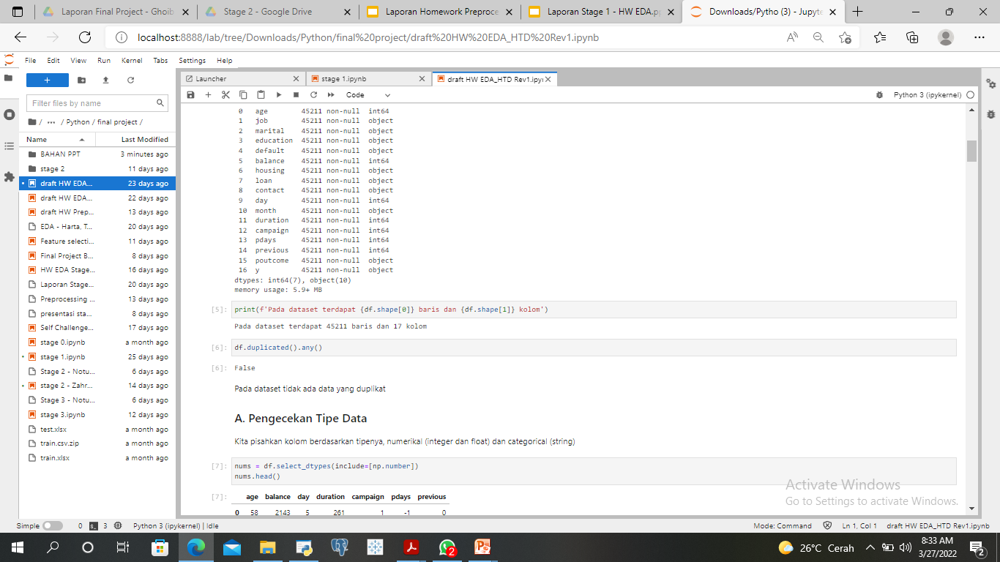 Laporan Final Project - Ghoib
Stage 2 - Google Drive
Laporan Homework Preproce
Laporan Stage 1 - HW EDA.pp
Downloads/Pytho (3) - Jupyte
localhost:8888/lab/tree/Downloads/Python/final%20project/draft%20HW%20EDA_HTD%20Rev1.ipynb
File Edit View Run Kernel Tabs Settings Help
Filter files by name
/ ··· / Python / final project /
Name Last Modified
BAHAN PPT 3 minutes ago
stage 2 11 days ago
draft HW EDA... 23 days ago
draft HW EDA... 22 days ago
draft HW Prep... 13 days ago
EDA - Harta, T... 20 days ago
Feature selecti... 11 days ago
Final Project B... 8 days ago
HW EDA Stage... 16 days ago
Laporan Stage... 20 days ago
Preprocessing ... 13 days ago
presentasi sta... 8 days ago
Self Challenge... 17 days ago
stage 0.ipynb a month ago
stage 1.ipynb 25 days ago
Stage 2 - Notu... 6 days ago
stage 2 - Zahr... 14 days ago
Stage 3 - Notu... 6 days ago
stage 3.ipynb 12 days ago
test.xlsx a month ago
train.csv.zip a month ago
train.xlsx a month ago
Launcher
stage 1.ipynb
draft HW EDA_HTD Rev1.ipyn
Code
Python 3 (ipykernel)
0 age 45211 non-null int64
1 job 45211 non-null object
2 marital 45211 non-null object
3 education 45211 non-null object
4 default 45211 non-null object
5 balance 45211 non-null int64
6 housing 45211 non-null object
7 loan 45211 non-null object
8 contact 45211 non-null object
9 day 45211 non-null int64
10 month 45211 non-null object
11 duration 45211 non-null int64
12 campaign 45211 non-null int64
13 pdays 45211 non-null int64
14 previous 45211 non-null int64
15 poutcome 45211 non-null object
16 y 45211 non-null object
dtypes: int64(7), object(10)
memory usage: 5.9+ MB
[5]: print(f'Pada dataset terdapat {df.shape[0]} baris dan {df.shape[1]} kolom')
Pada dataset terdapat 45211 baris dan 17 kolom
[6]: df.duplicated().any()
[6]: False
Pada dataset tidak ada data yang duplikat
A. Pengecekan Tipe Data
Kita pisahkan kolom berdasarkan tipenya, numerikal (integer dan float) dan categorical (string)
[7]: nums = df.select_dtypes(include=[np.number])
nums.head()
[7]: age balance day duration campaign pdays previous
0 58 2143 5 261 1 -1 0
Activate Windows
Go to Settings to activate Windows.
Simple 0 3 Python 3 (ipykernel) | Idle
Mode: Command Ln 1, Col 1 draft HW EDA_HTD Rev1.ipynb
2
26°C Cerah
8:33 AM
3/27/2022
2